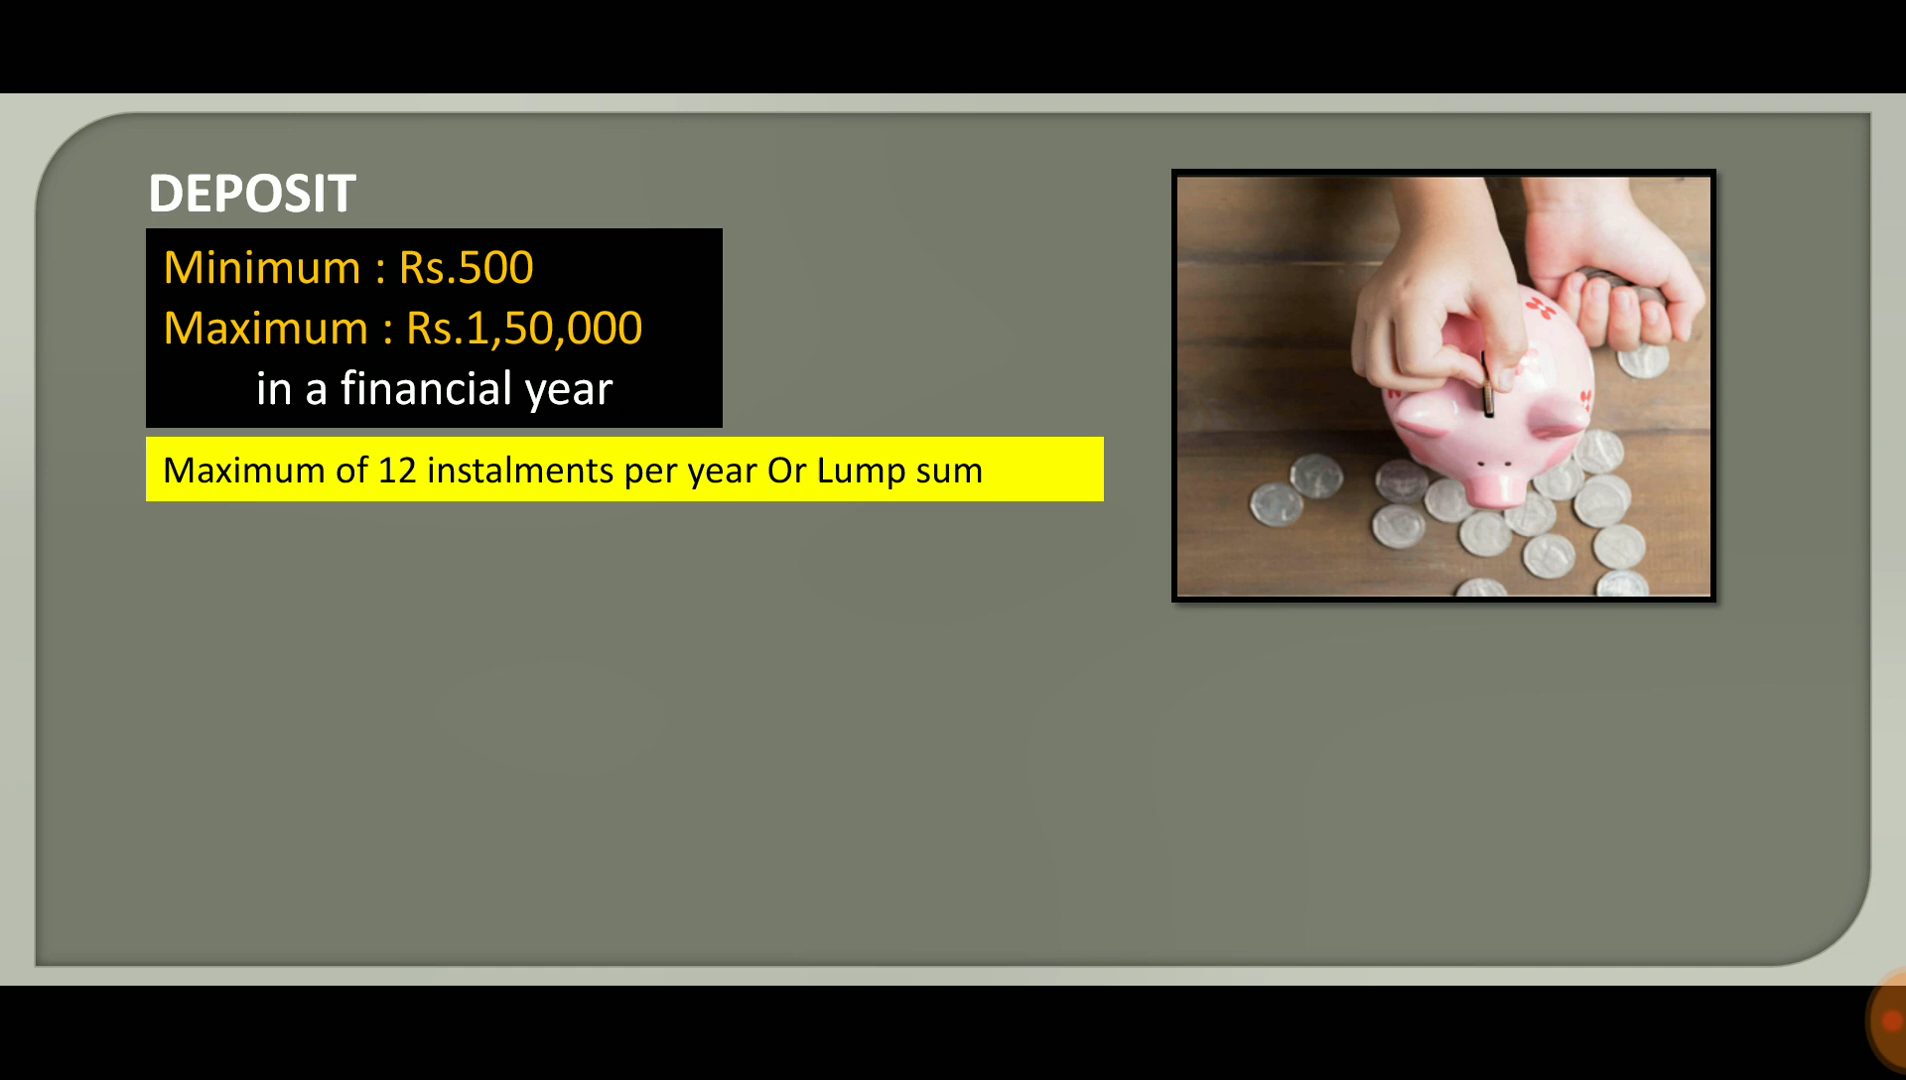 DEPOSIT
Minimum : Rs.500
Maximum : Rs.1,50,000
in a financial year
Maximum of 12 instalments per year Or Lump sum